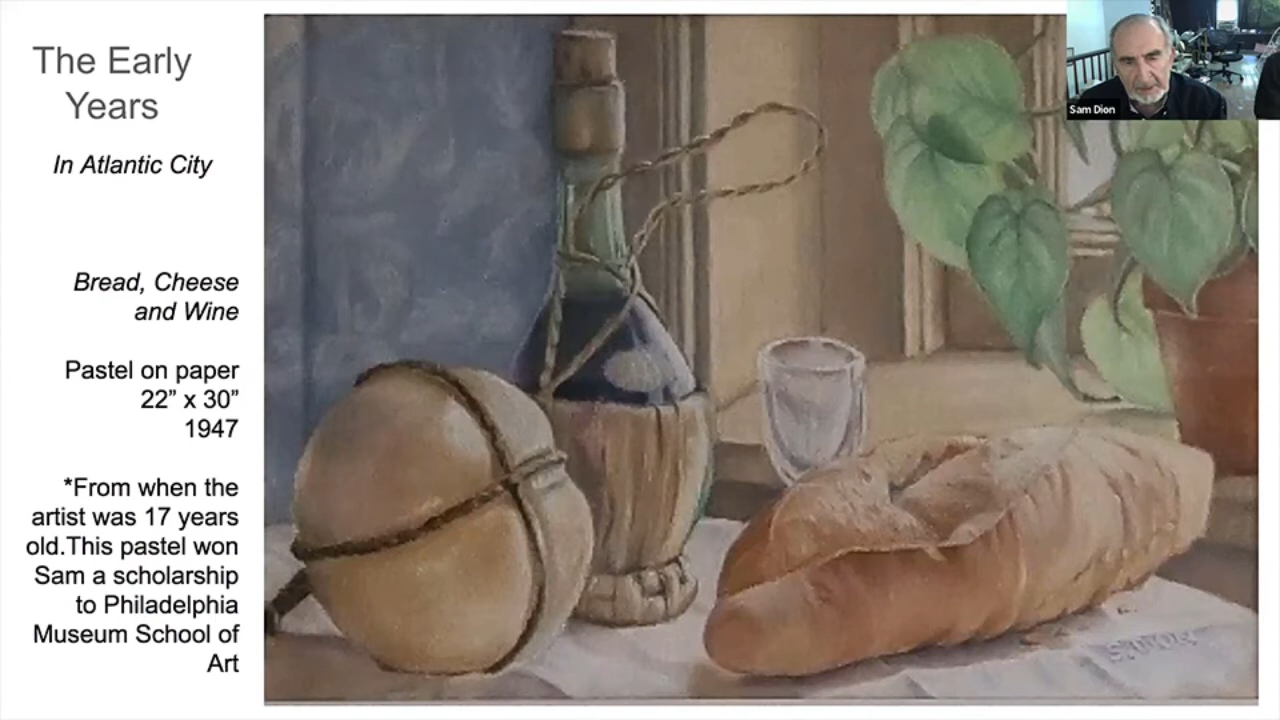 The Early
Years
In Atlantic City
Bread, Cheese
and Wine
Pastel on paper
22” x 30”
1947
*From when the
artist was 17 years
old.This pastel won
Sam a scholarship
to Philadelphia
Museum School of
Art
Sam Dion